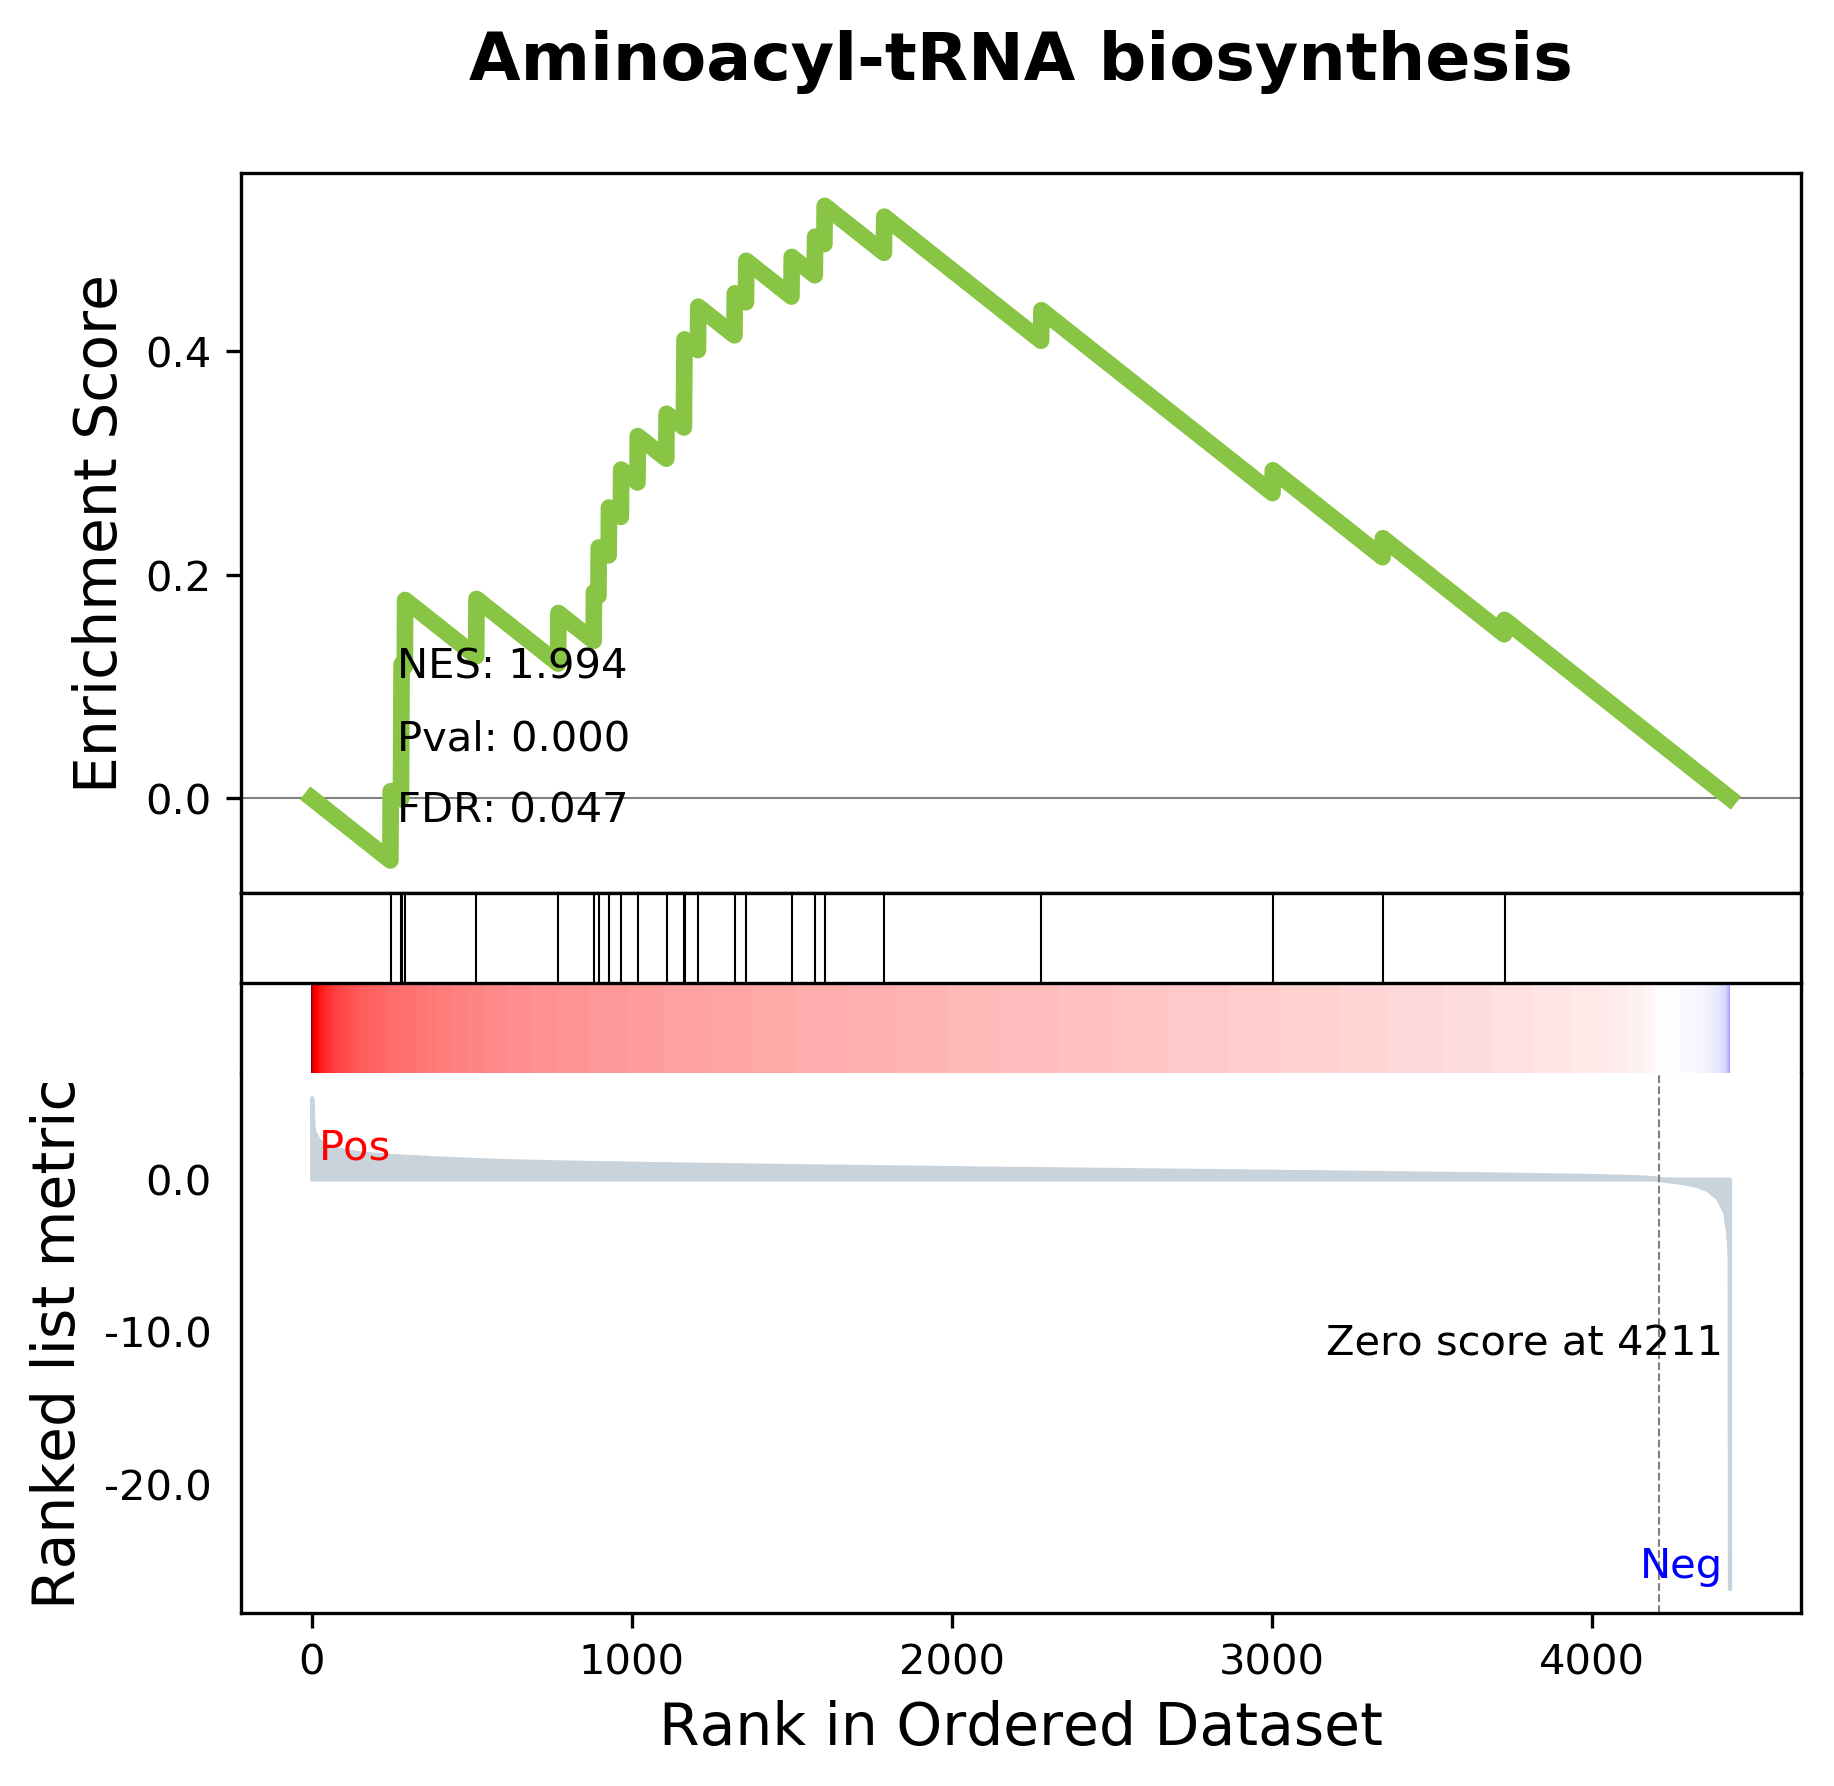 Aminoacyl-tRNA biosynthesis
Enrichment Score
0.4
0.2
0.0
NES: 1.994
Pval: 0.000
FDR: 0.047
Ranked list metric
Pos
0.0
-10.0
-20.0
Zero score at 4211
Neg
0 1000 2000 3000 4000
Rank in Ordered Dataset